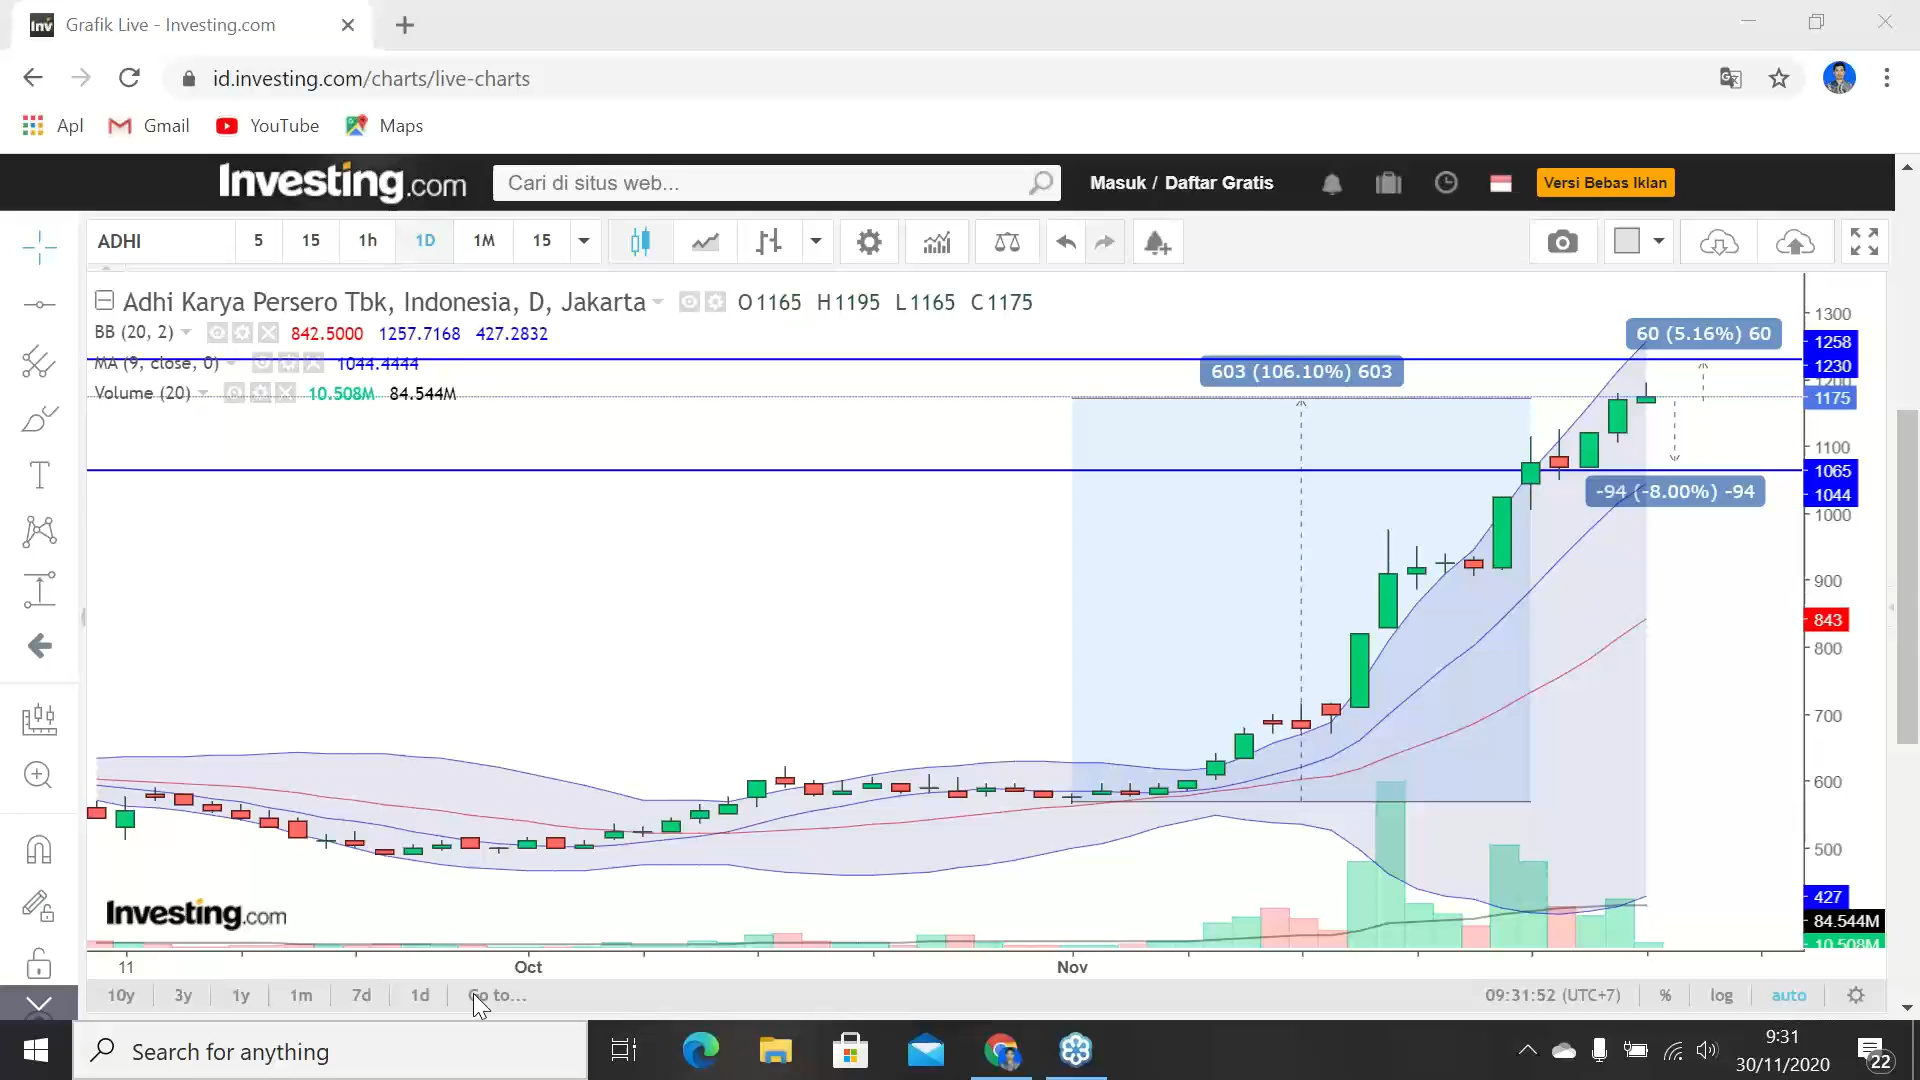 Grafik Live - Investing.com
id.investing.com/charts/live-charts
Apl Gmail YouTube Maps
Investing.com Cari di situs web... Masuk / Daftar Gratis Versi Bebas Iklan
ADHI 5 15 1h 1D 1M 15
Adhi Karya Persero Tbk, Indonesia, D, Jakarta O1165 H1195 L1165 C1175
BB (20, 2) 842.5000 1257.7168 427.2832
MA (9, close, 0) 1044.4444
Volume (20) 10.508M 84.544M
603 (106.10%) 603
60 (5.16%) 60
-94 (-8.00%) -94
1300
1258
1230
1200
1175
1100
1065
1044
1000
900
843
800
700
600
500
427
84.544M
10.508M
Investing.com
11 Oct Nov
10y 3y 1y 1m 7d 1d Go to... 09:31:52 (UTC+7) % log auto
Search for anything
9:31
30/11/2020
22